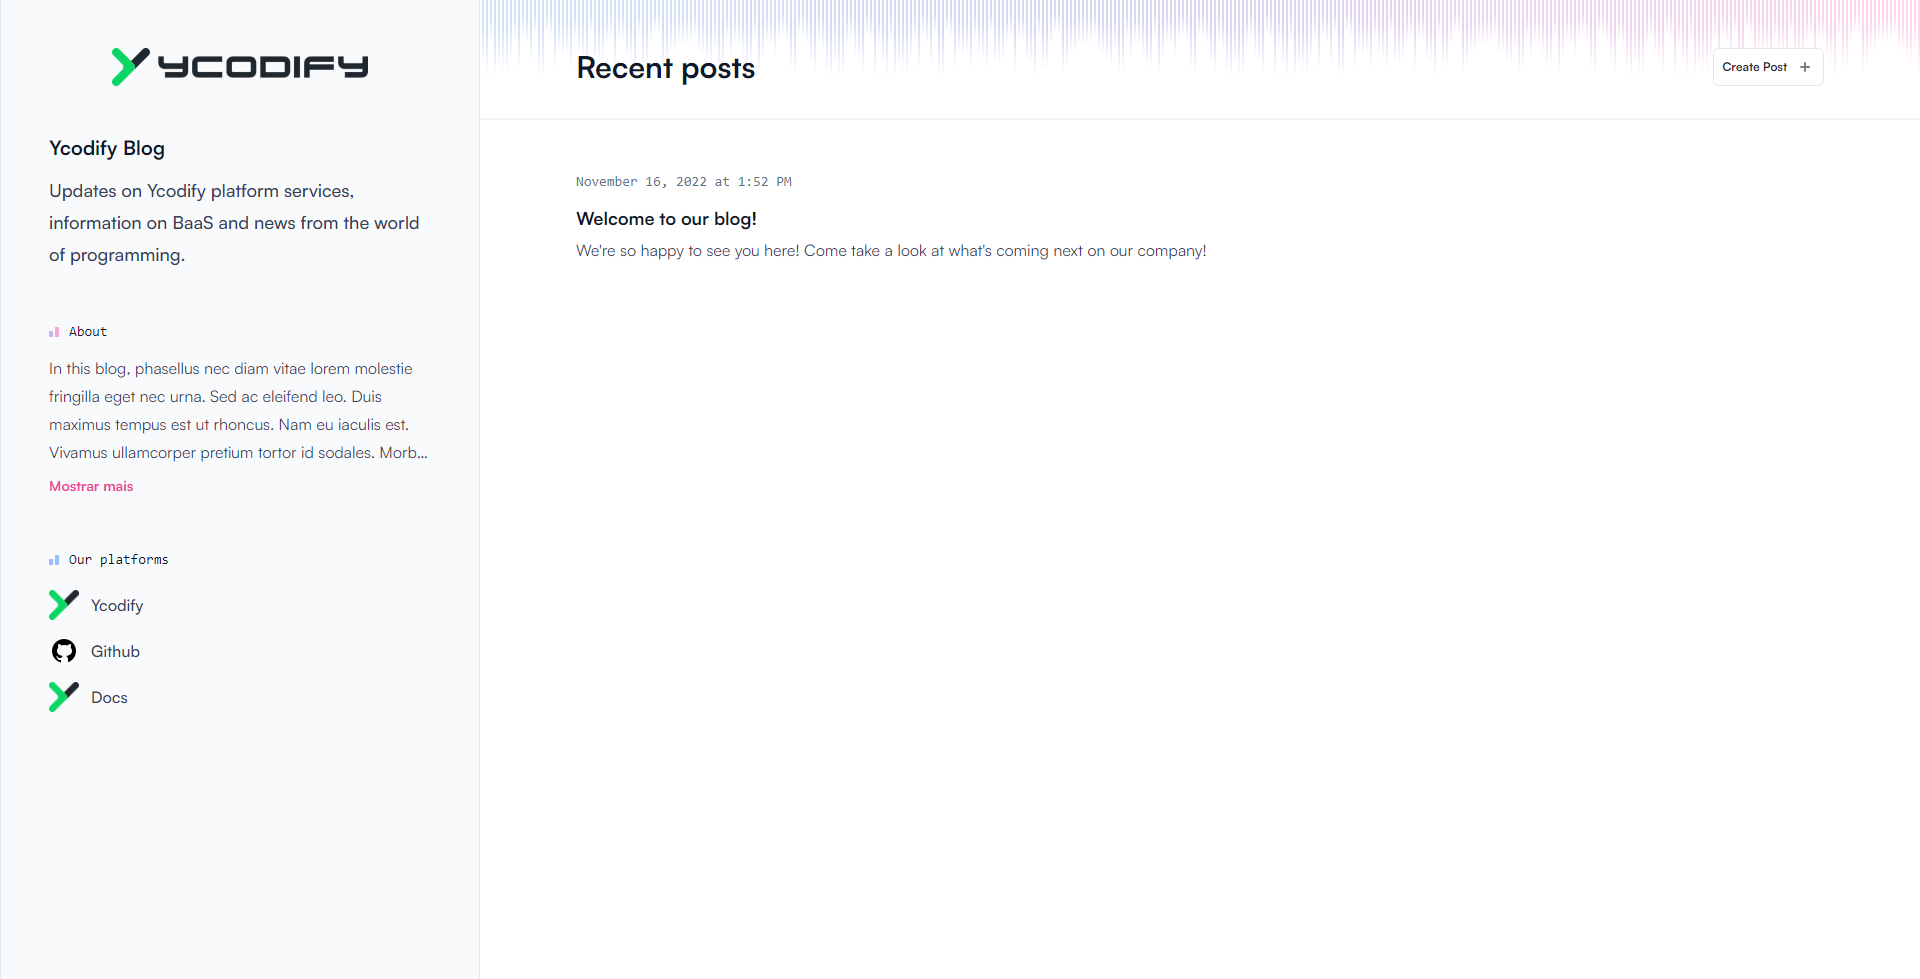 YCODIFY
Ycodify Blog
Updates on Ycodify platform services,
information on BaaS and news from the world
of programming.
About
In this blog, phasellus nec diam vitae lorem molestie
fringilla eget nec urna. Sed ac eleifend leo. Duis
maximus tempus est ut rhoncus. Nam eu iaculis est.
Vivamus ullamcorper pretium tortor id sodales. Morb...
Mostrar mais
Our platforms
Ycodify
Github
Docs
Recent posts
Create Post +
November 16, 2022 at 1:52 PM
Welcome to our blog!
We're so happy to see you here! Come take a look at what's coming next on our company!